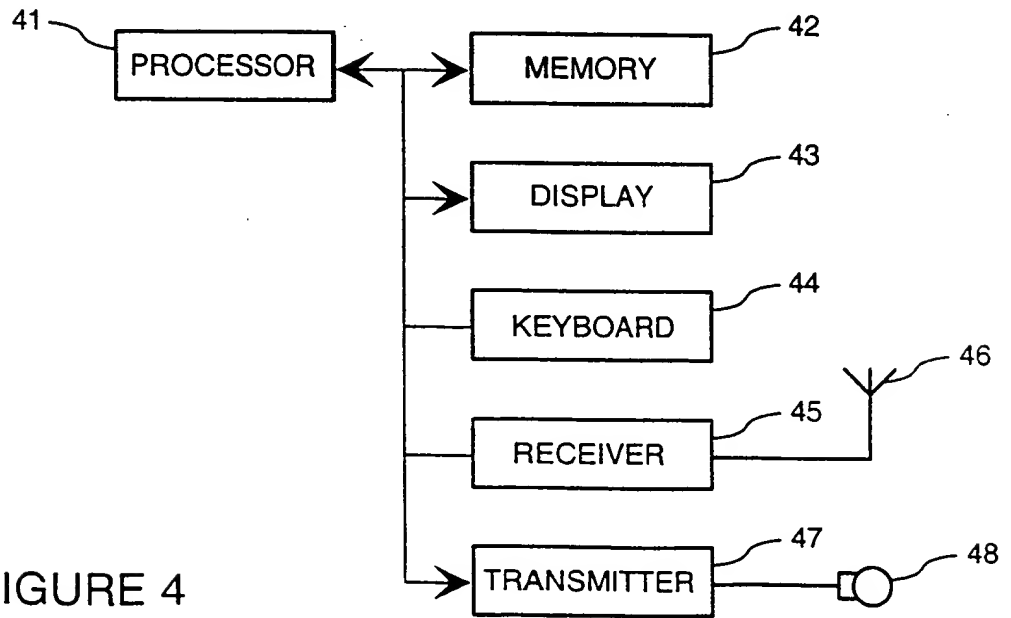 41
PROCESSOR
42
MEMORY
43
DISPLAY
44
KEYBOARD
46
45
RECEIVER
47
48
TRANSMITTER
IGURE 4